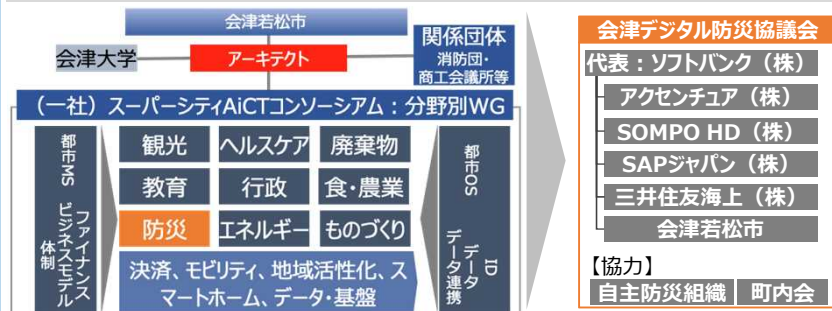 会津若松市
会津大学
アーキテクト
関係団体
消防団・
商工会議所等
(一社)スーパーシティAiCTコンソーシアム:分野別WG
都市MS
ファイナンス
ビジネスモデル
体制
観光
ヘルスケア
廃棄物
教育
行政
食・農業
防災
エネルギー
ものづくり
決済、モビリティ、地域活性化、ス
マートホーム、データ・基盤
都市OS
ID
データ
データ連携
会津デジタル防災協議会
代表:ソフトバンク(株)
アクセンチュア(株)
SOMPO HD(株)
SAPジャパン(株)
三井住友海上(株)
会津若松市
【協力】
自主防災組織
町内会